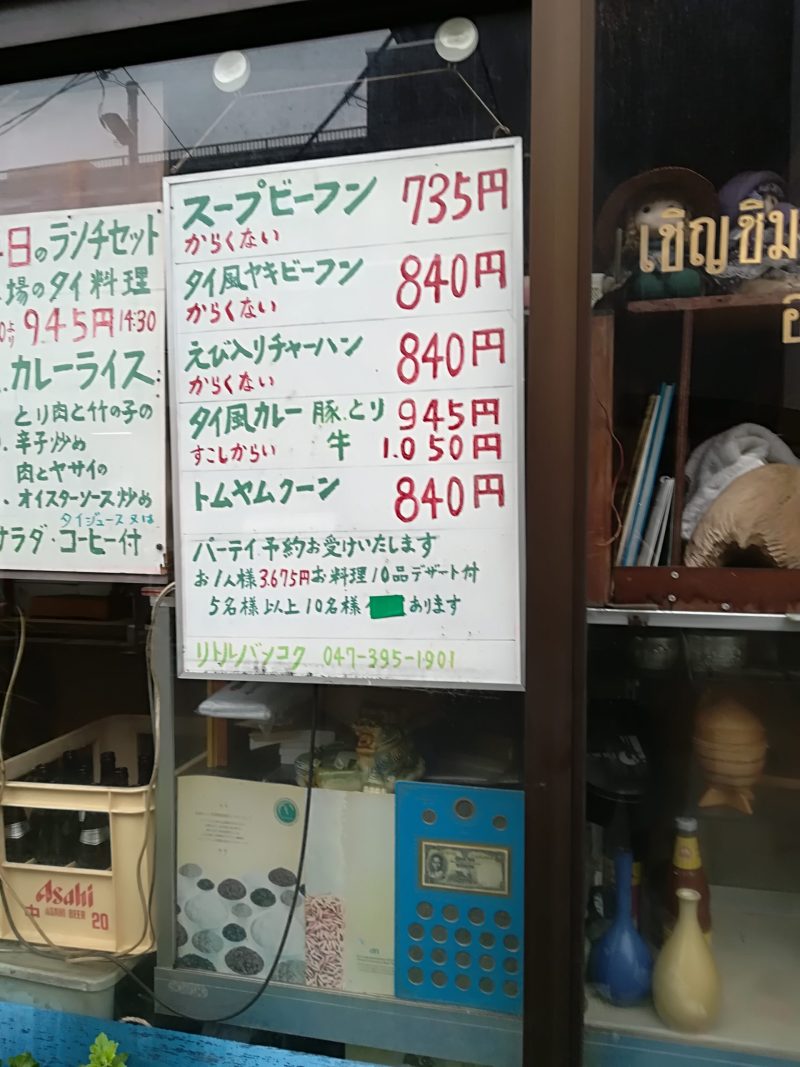 スープビーフン 735円
からくない
タイ風ヤキビーフン 840円
からくない
えび入りチャーハン 840円
からくない
タイ風カレー 豚.とり 945円
すこしからい 牛 1.050円
トムヤムクーン 840円
パーテイ予約お受けいたします
お1人様3.675円お料理10品デザート付
5名様以上10名様 あります
リトルバンコク 047-395-1901
日のランチセット
場のタイ料理
より 945円 14:30
カレーライス
とり肉と竹の子の
辛子炒め
肉とヤサイの
オイスターソース炒め
タイジュース又は
サラダ・コーヒー付
เชิญชิม
Asahi
ASAHI BEER 20